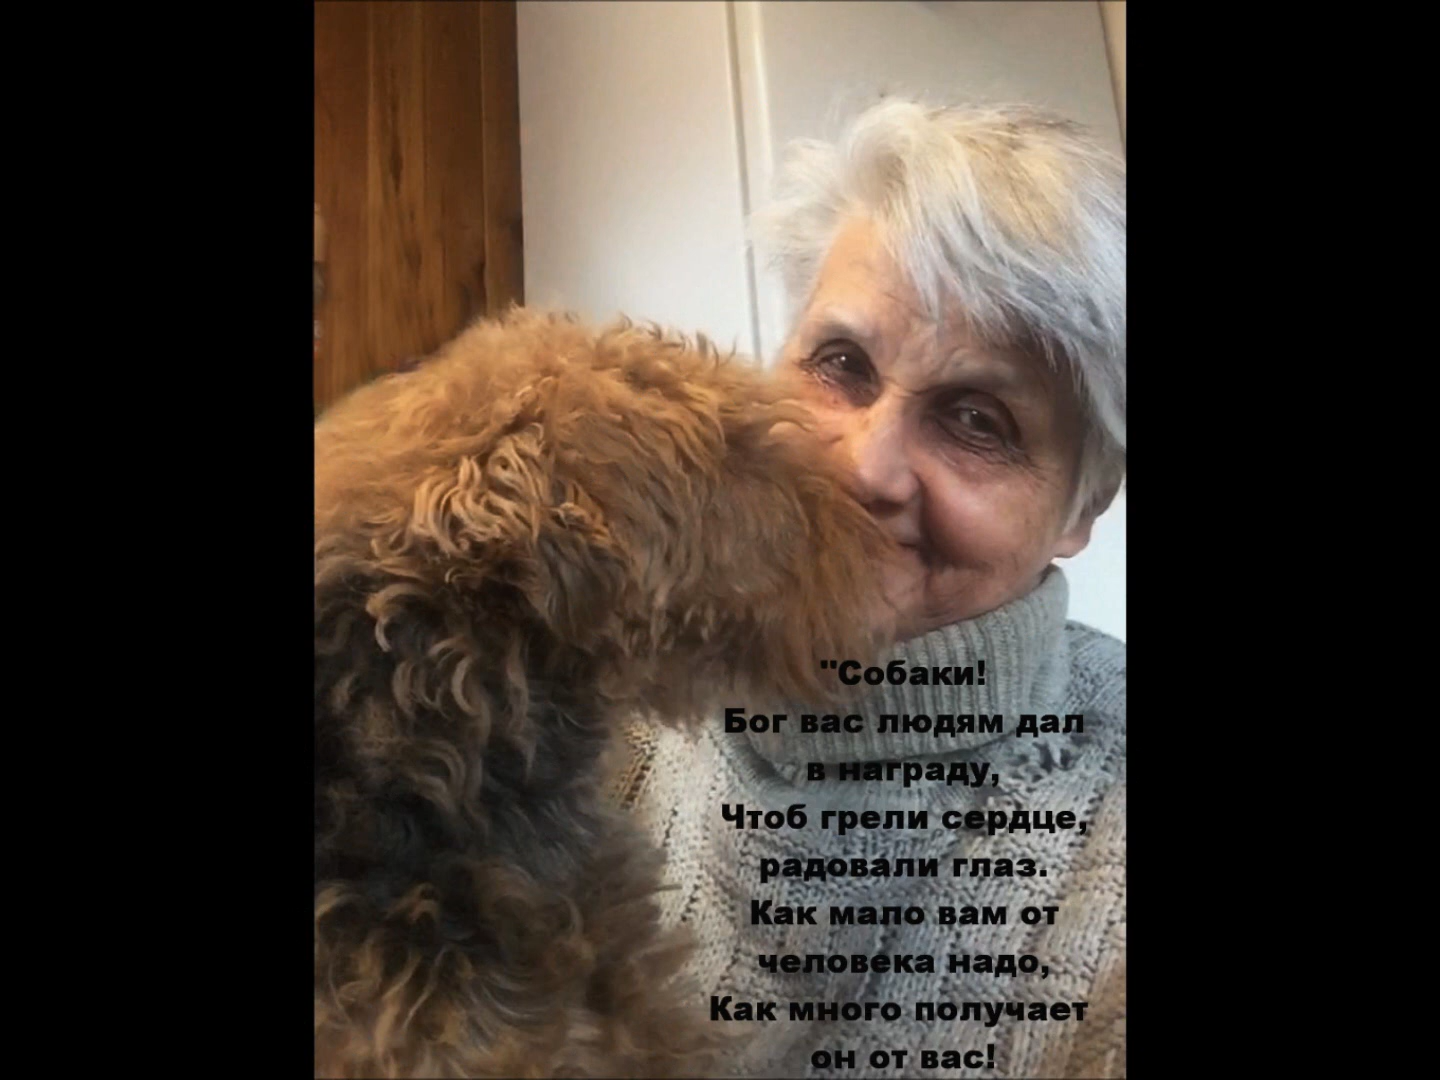 "Собаки!
Бог вас людям дал
в награду,
Чтоб грели сердце,
радовали глаз.
Как мало вам от
человека надо,
Как много получает
он от вас!